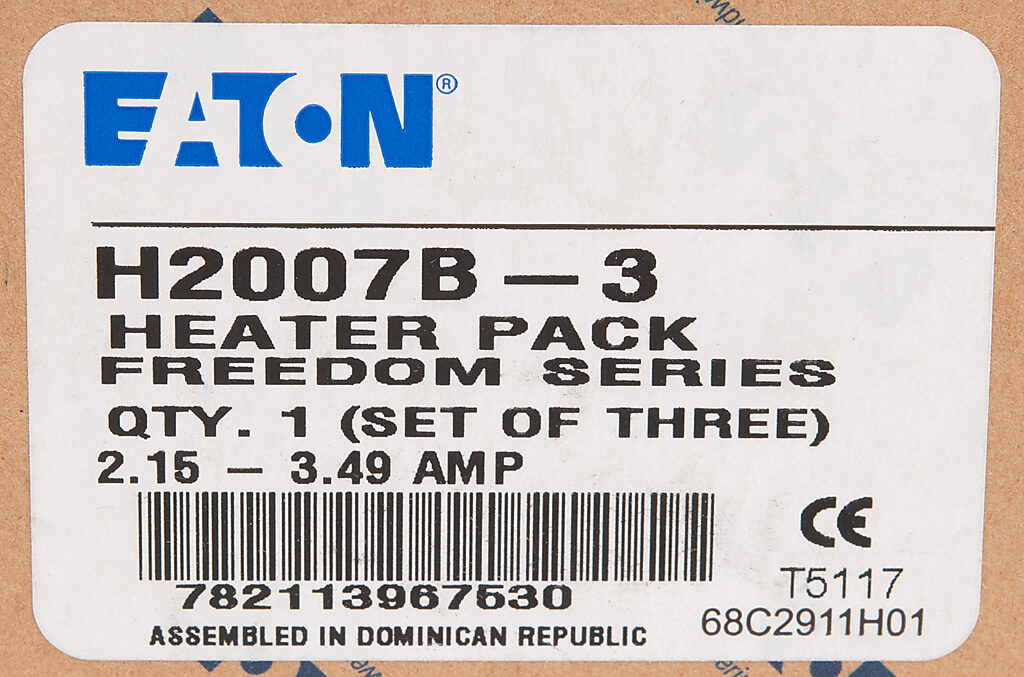 EATON®
H2007B – 3
HEATER PACK
FREEDOM SERIES
QTY. 1 (SET OF THREE)
2.15 – 3.49 AMP
782113967530
ASSEMBLED IN DOMINICAN REPUBLIC
CE
T5117
68C2911H01